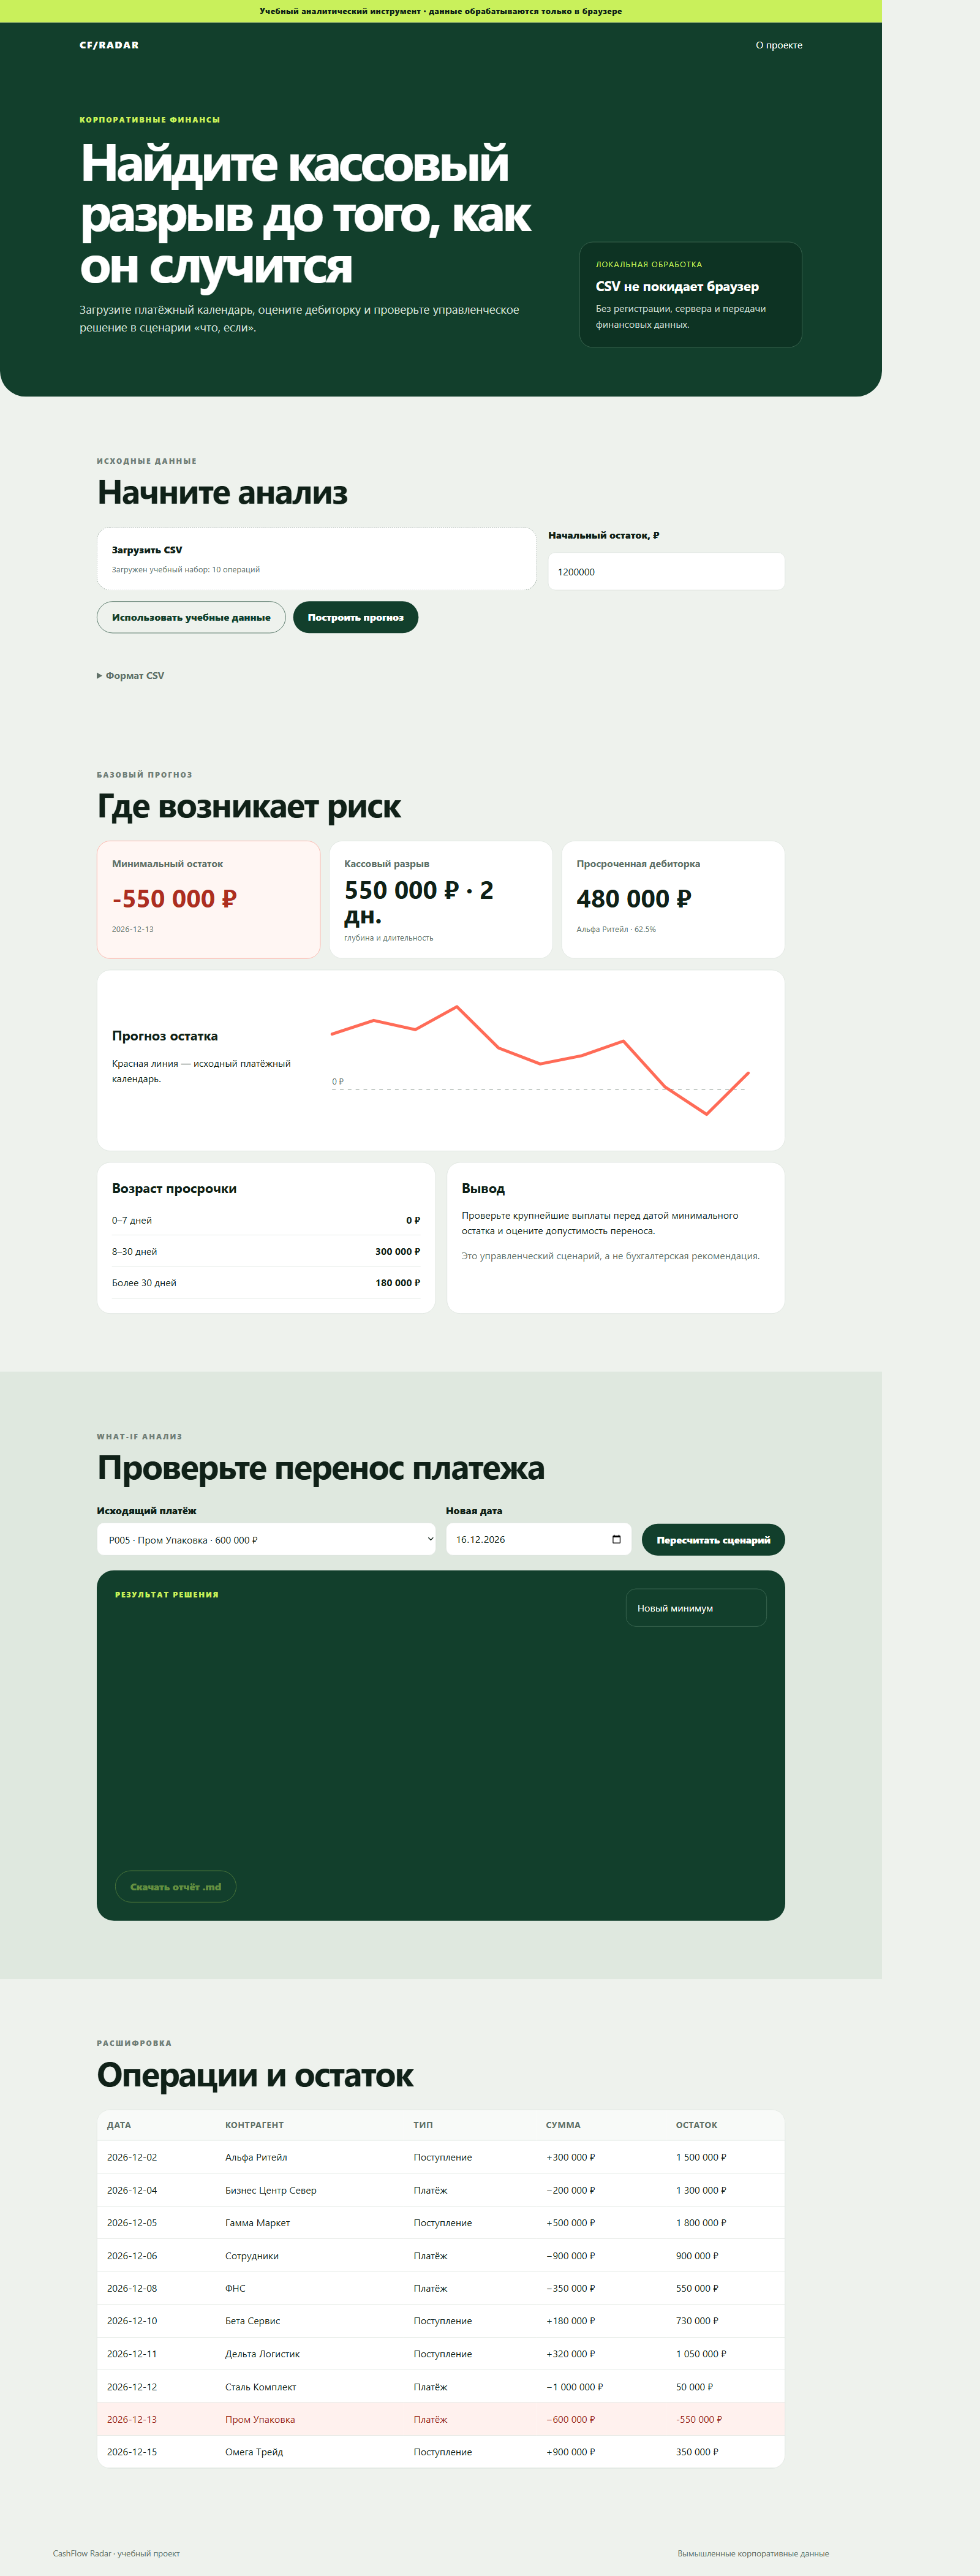 Учебный аналитический инструмент · данные обрабатываются только в браузере
CF/RADAR
О проекте
КОРПОРАТИВНЫЕ ФИНАНСЫ
Найдите кассовый
разрыв до того, как
он случится
Загрузите платёжный календарь, оцените дебиторку и проверьте управленческое
решение в сценарии «что, если».
ЛОКАЛЬНАЯ ОБРАБОТКА
CSV не покидает браузер
Без регистрации, сервера и передачи
финансовых данных.
ИСХОДНЫЕ ДАННЫЕ
Начните анализ
Загрузить CSV
Загружен учебный набор: 10 операций
Начальный остаток, ₽
1200000
Использовать учебные данные
Построить прогноз
▶ Формат CSV
БАЗОВЫЙ ПРОГНОЗ
Где возникает риск
Минимальный остаток
-550 000 ₽
2026-12-13
Кассовый разрыв
550 000 ₽ · 2
дн.
глубина и длительность
Просроченная дебиторка
480 000 ₽
Альфа Ритейл · 62.5%
Прогноз остатка
Красная линия — исходный платёжный
календарь.
0 ₽
Возраст просрочки
0–7 дней 0 ₽
8–30 дней 300 000 ₽
Более 30 дней 180 000 ₽
Вывод
Проверьте крупнейшие выплаты перед датой минимального
остатка и оцените допустимость переноса.
Это управленческий сценарий, а не бухгалтерская рекомендация.
WHAT-IF АНАЛИЗ
Проверьте перенос платежа
Исходящий платёж
P005 · Пром Упаковка · 600 000 ₽
Новая дата
16.12.2026
Пересчитать сценарий
РЕЗУЛЬТАТ РЕШЕНИЯ
Новый минимум
Скачать отчёт .md
РАСШИФРОВКА
Операции и остаток
ДАТА КОНТРАГЕНТ ТИП СУММА ОСТАТОК
2026-12-02 Альфа Ритейл Поступление +300 000 ₽ 1 500 000 ₽
2026-12-04 Бизнес Центр Север Платёж −200 000 ₽ 1 300 000 ₽
2026-12-05 Гамма Маркет Поступление +500 000 ₽ 1 800 000 ₽
2026-12-06 Сотрудники Платёж −900 000 ₽ 900 000 ₽
2026-12-08 ФНС Платёж −350 000 ₽ 550 000 ₽
2026-12-10 Бета Сервис Поступление +180 000 ₽ 730 000 ₽
2026-12-11 Дельта Логистик Поступление +320 000 ₽ 1 050 000 ₽
2026-12-12 Сталь Комплект Платёж −1 000 000 ₽ 50 000 ₽
2026-12-13 Пром Упаковка Платёж −600 000 ₽ -550 000 ₽
2026-12-15 Омега Трейд Поступление +900 000 ₽ 350 000 ₽
CashFlow Radar · учебный проект
Вымышленные корпоративные данные